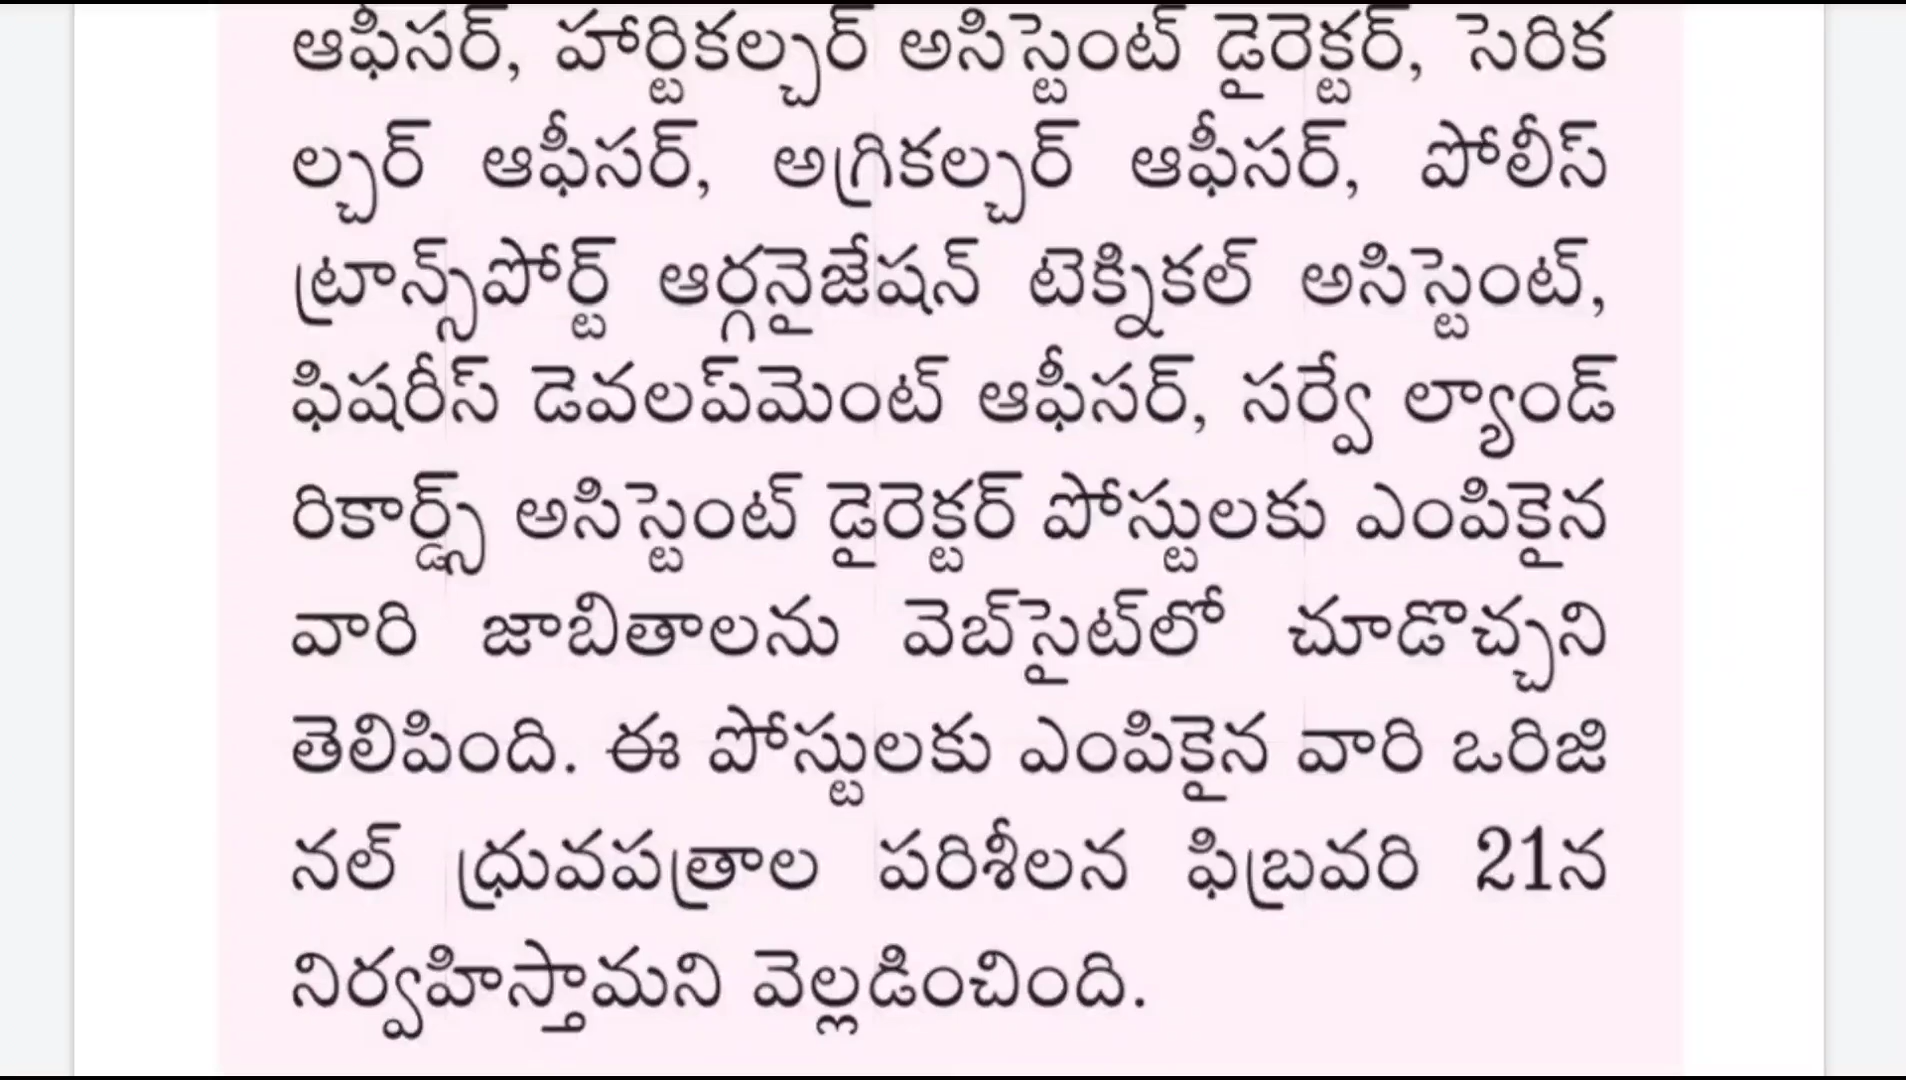 ఆఫీసర్, హార్టికల్చర్ అసిస్టెంట్ డైరెక్టర్, సెరిక
ల్చర్ ఆఫీసర్, అగ్రికల్చర్ ఆఫీసర్, పోలీస్
ట్రాన్స్‌పోర్ట్ ఆర్గనైజేషన్ టెక్నికల్ అసిస్టెంట్,
ఫిషరీస్ డెవలప్‌మెంట్ ఆఫీసర్, సర్వే ల్యాండ్
రికార్డ్స్ అసిస్టెంట్ డైరెక్టర్ పోస్టులకు ఎంపికైన
వారి జాబితాలను వెబ్‌సైట్‌లో చూడొచ్చని
తెలిపింది. ఈ పోస్టులకు ఎంపికైన వారి ఒరిజి
నల్ ధ్రువపత్రాల పరిశీలన ఫిబ్రవరి 21న
నిర్వహిస్తామని వెల్లడించింది.